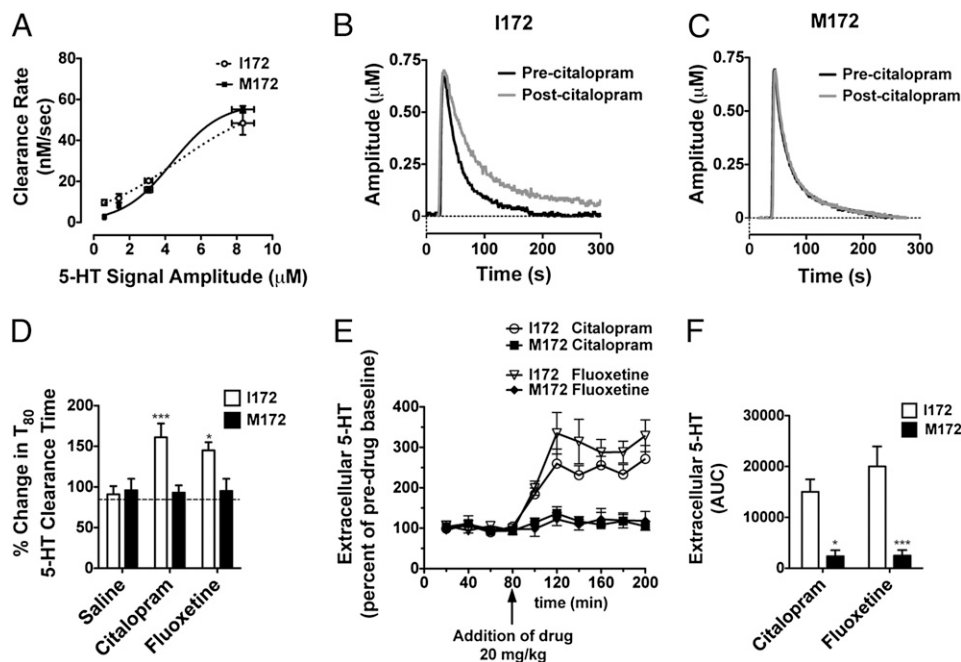 A
Clearance Rate
(nM/sec)
80
60
40
20
0
0
2
4
6
8
10
5-HT Signal Amplitude (μM)
I172
M172
B
I172
Amplitude (μM)
0.75
0.50
0.25
0
0
100
200
300
Time (s)
Pre-citalopram
Post-citalopram
C
M172
Amplitude (μM)
0.75
0.50
0.25
0
0
100
200
300
Time (s)
Pre-citalopram
Post-citalopram
D
% Change in T80
5-HT Clearance Time
200
150
100
50
0
I172
M172
***
*
Saline
Citalopram
Fluoxetine
E
I172 Citalopram
M172 Citalopram
I172 Fluoxetine
M172 Fluoxetine
Extracellular 5-HT
(percent of pre-drug baseline)
400
300
200
100
0
0
40
80
120
160
200
time (min)
Addition of drug
20 mg/kg
F
Extracellular 5-HT
(AUC)
30000
20000
10000
0
I172
M172
*
***
Citalopram
Fluoxetine